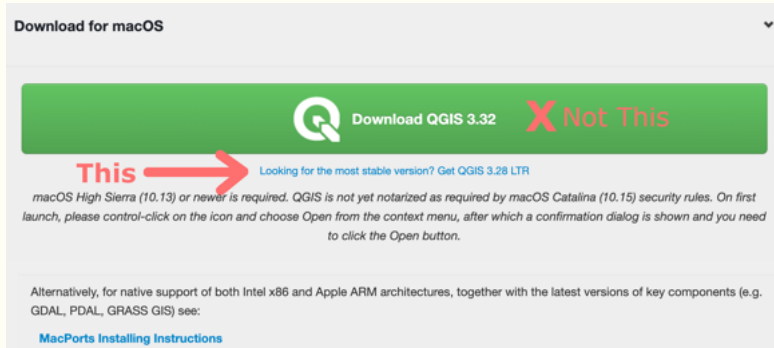 Download for macOS
Download QGIS 3.32 X Not This
This Looking for the most stable version? Get QGIS 3.28 LTR
macOS High Sierra (10.13) or newer is required. QGIS is not yet notarized as required by macOS Catalina (10.15) security rules. On first
launch, please control-click on the icon and choose Open from the context menu, after which a confirmation dialog is shown and you need
to click the Open button.
Alternatively, for native support of both Intel x86 and Apple ARM architectures, together with the latest versions of key components (e.g.
GDAL, PDAL, GRASS GIS) see:
MacPorts Installing Instructions